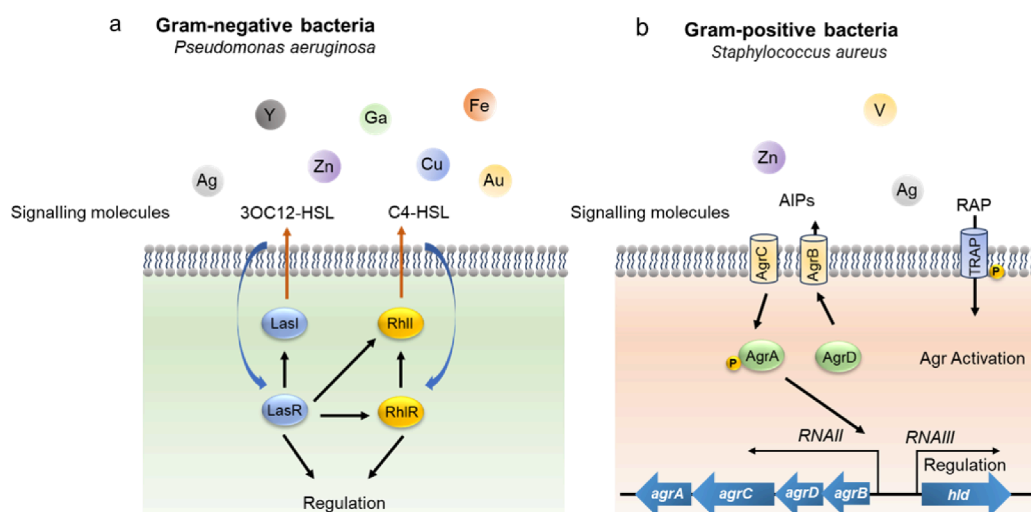 a
Gram-negative bacteria
Pseudomonas aeruginosa
Y
Ga
Fe
Zn
Cu
Ag
Au
Signalling molecules
3OC12-HSL
C4-HSL
LasI
RhlI
LasR
RhlR
Regulation
b
Gram-positive bacteria
Staphylococcus aureus
V
Zn
Ag
AIPs
RAP
Signalling molecules
AgrC
AgrB
TRAP
P
P
AgrA
AgrD
Agr Activation
RNAII
RNAIII
Regulation
agrA
agrC
agrD
agrB
hld